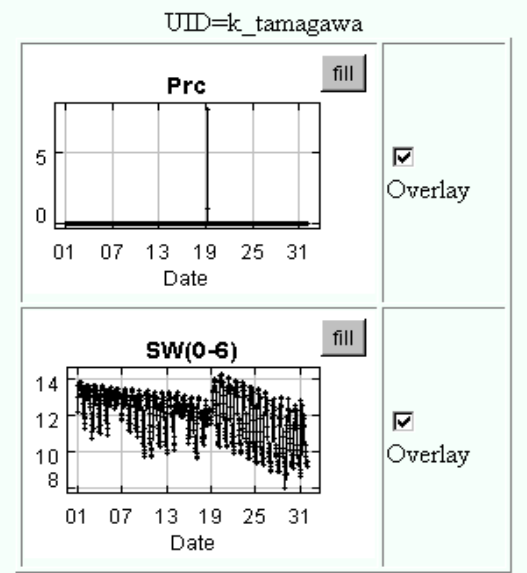 UID=k_tamagawa
fill
Prc
5
0
01 07 13 19 25 31
Date
Overlay
fill
SW(0-6)
14
12
10
8
01 07 13 19 25 31
Date
Overlay